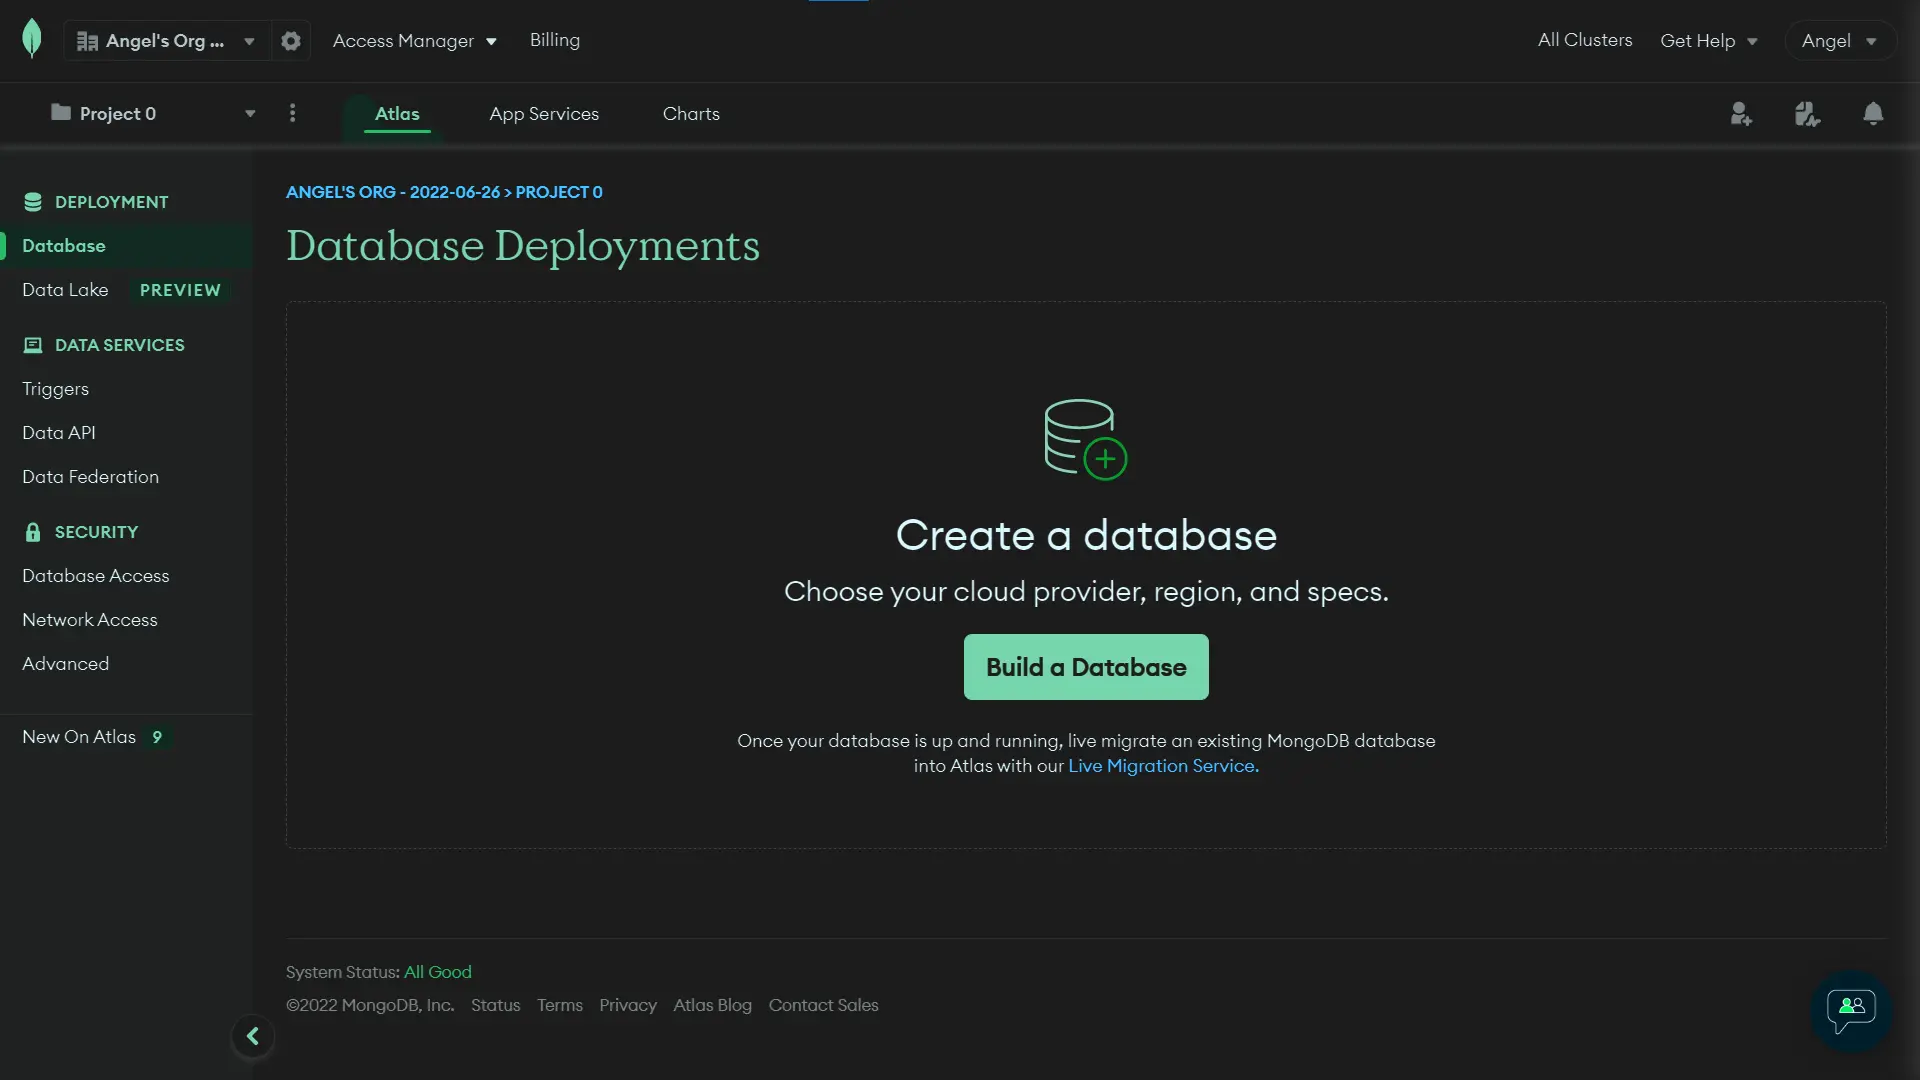 Angel's Org ...
Access Manager
Billing
All Clusters
Get Help
Angel
Project 0
Atlas
App Services
Charts
DEPLOYMENT
Database
Data Lake PREVIEW
DATA SERVICES
Triggers
Data API
Data Federation
SECURITY
Database Access
Network Access
Advanced
New On Atlas 9
ANGEL'S ORG - 2022-06-26 > PROJECT 0
Database Deployments
Create a database
Choose your cloud provider, region, and specs.
Build a Database
Once your database is up and running, live migrate an existing MongoDB database
into Atlas with our Live Migration Service.
System Status: All Good
©2022 MongoDB, Inc. Status Terms Privacy Atlas Blog Contact Sales